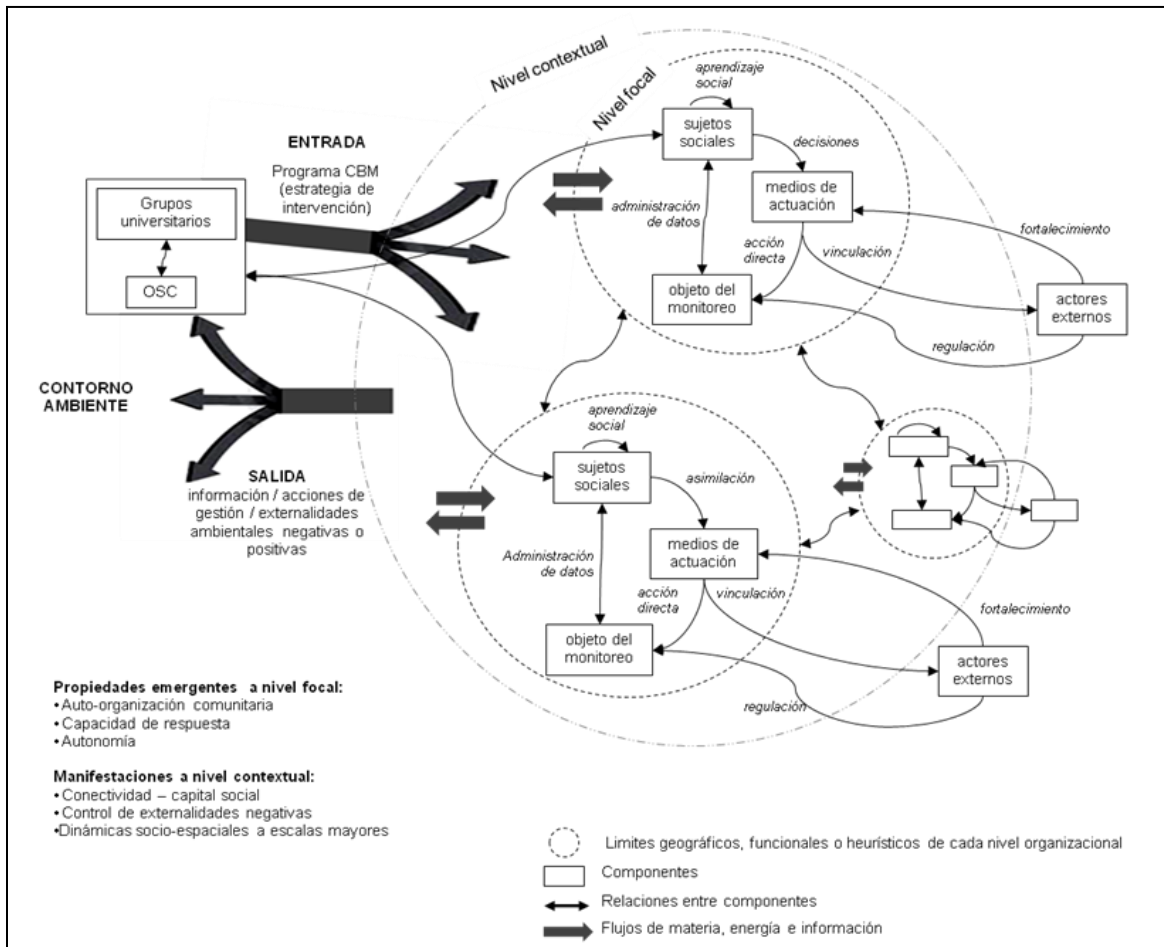 Nivel contextual
Nivel focal
aprendizaje
social
sujetos
sociales
decisiones
medios de
actuación
administración
de datos
acción
directa
vinculación
objeto del
monitoreo
fortalecimiento
actores
externos
regulación
ENTRADA
Programa CBM
(estrategia de
intervención)
Grupos
universitarios
OSC
CONTORNO
AMBIENTE
SALIDA
información / acciones de
gestión / externalidades
ambientales negativas o
positivas
aprendizaje
social
sujetos
sociales
asimilación
medios de
actuación
Administración
de datos
acción
directa
vinculación
objeto del
monitoreo
fortalecimiento
actores
externos
regulación
Propiedades emergentes a nivel focal:
•Auto-organización comunitaria
•Capacidad de respuesta
•Autonomía
Manifestaciones a nivel contextual:
•Conectividad – capital social
•Control de externalidades negativas
•Dinámicas socio-espaciales a escalas mayores
Limites geográficos, funcionales o heurísticos de cada nivel organizacional
Componentes
Relaciones entre componentes
Flujos de materia, energía e información